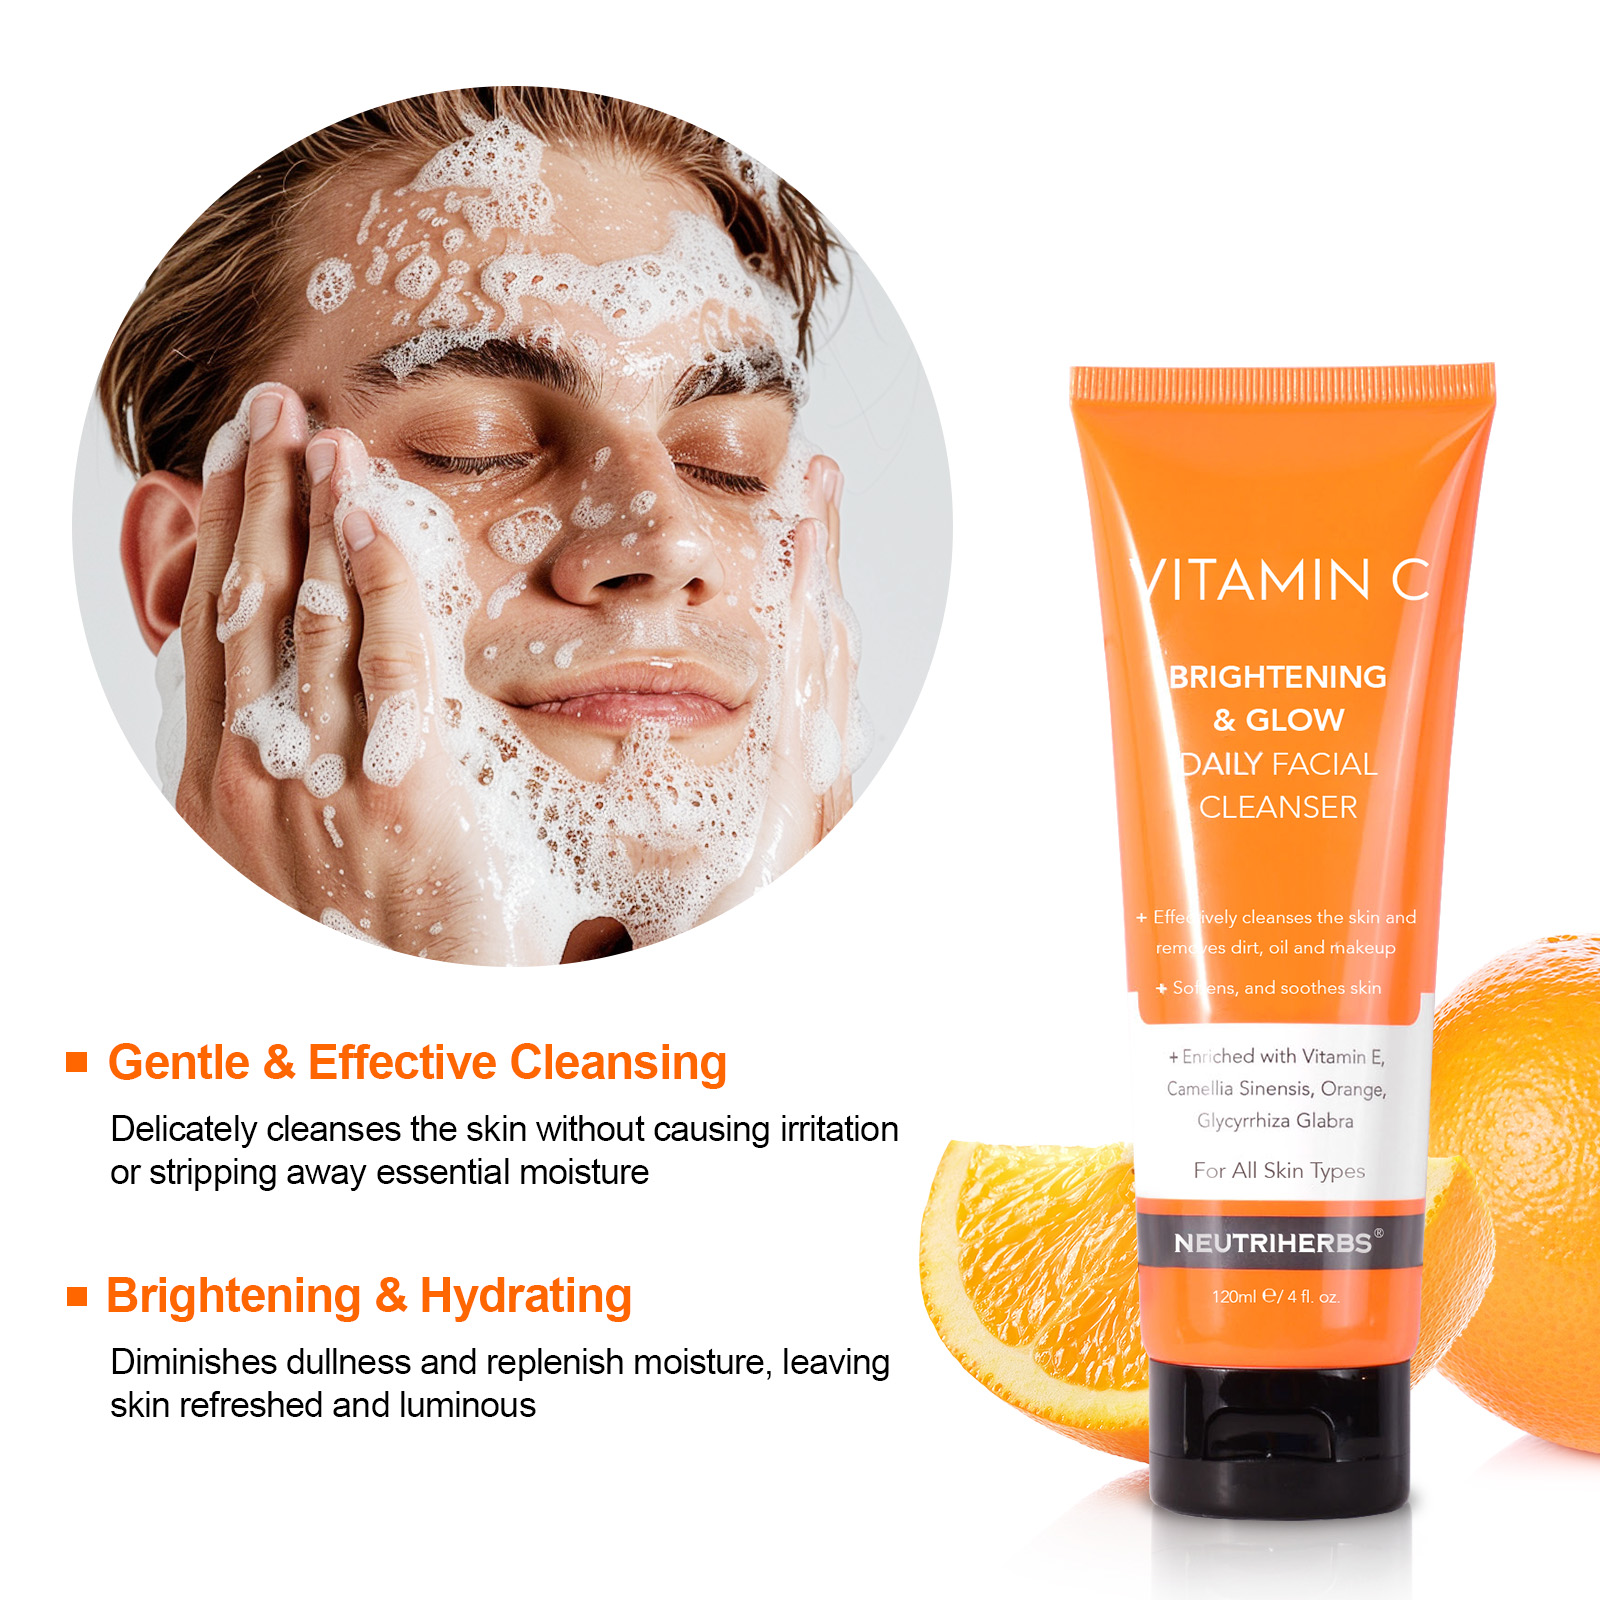 Gentle & Effective Cleansing
Delicately cleanses the skin without causing irritation
or stripping away essential moisture
Brightening & Hydrating
Diminishes dullness and replenish moisture, leaving
skin refreshed and luminous
VITAMIN C
BRIGHTENING
& GLOW
DAILY FACIAL
CLEANSER
+ Effectively cleanses the skin and
removes dirt, oil and makeup
+ Softens, and soothes skin
+ Enriched with Vitamin E,
Camellia Sinensis, Orange,
Glycyrrhiza Glabra
For All Skin Types
NEUTRIHERBS®
120ml ℮/ 4 fl. oz.